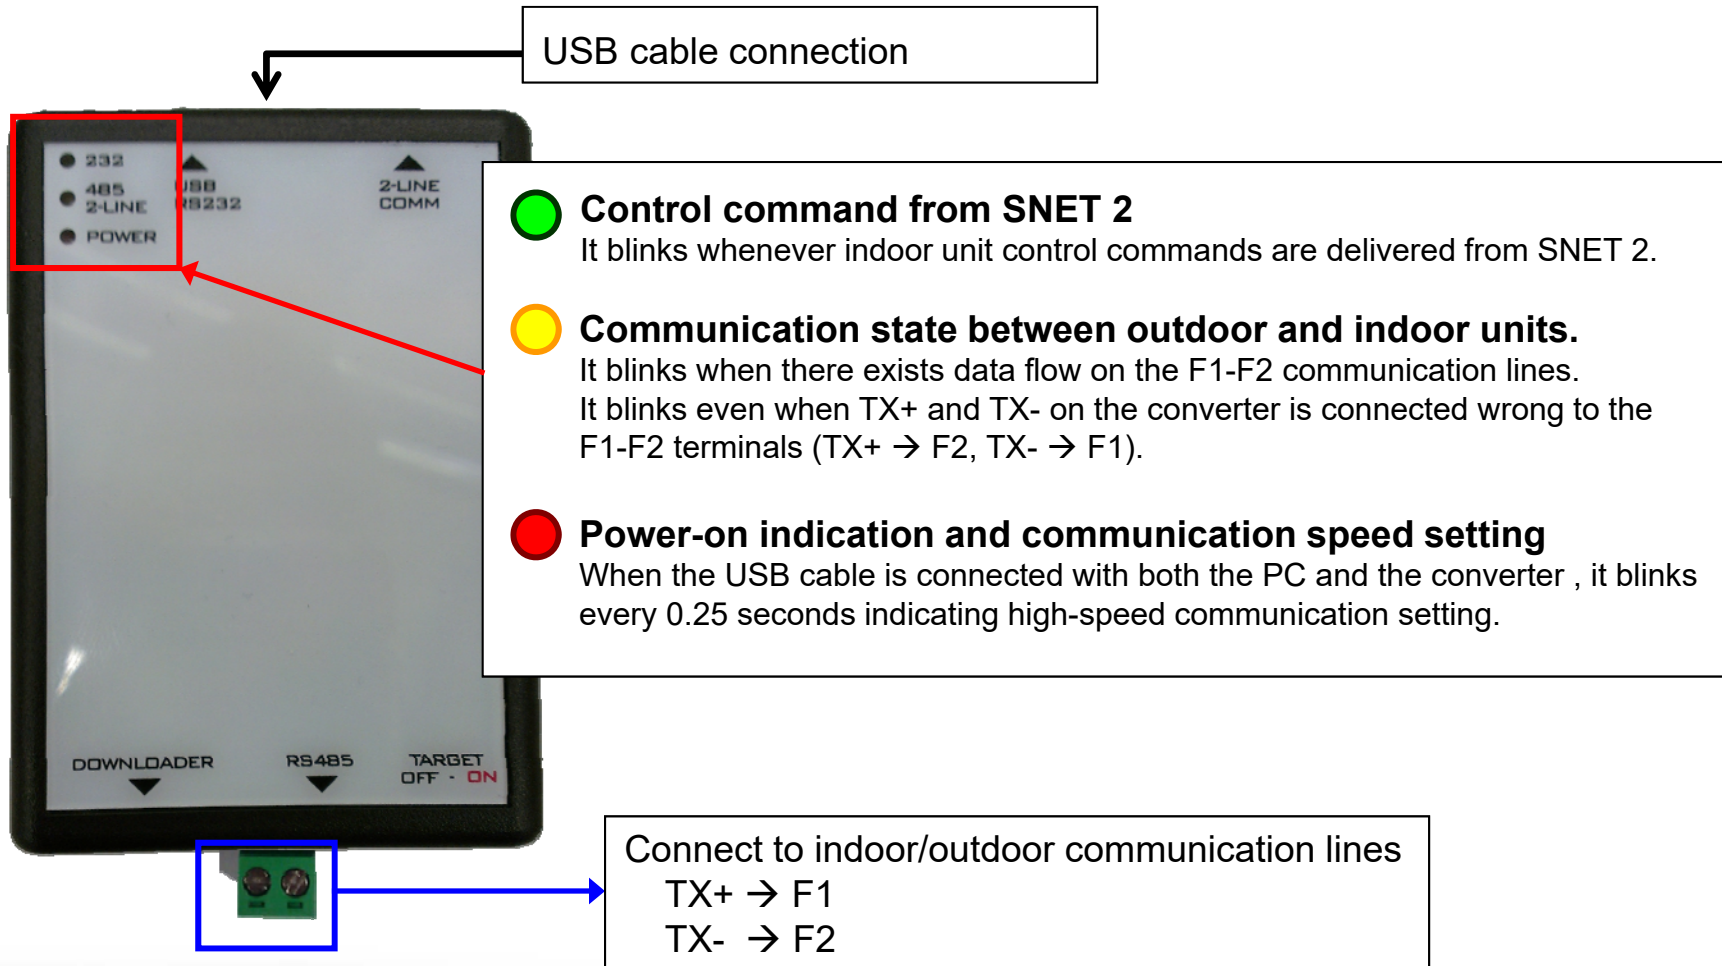 USB cable connection
232
485
2-LINE
POWER
USB
RS232
2-LINE
COMM
Control command from SNET 2
It blinks whenever indoor unit control commands are delivered from SNET 2.
Communication state between outdoor and indoor units.
It blinks when there exists data flow on the F1-F2 communication lines.
It blinks even when TX+ and TX- on the converter is connected wrong to the
F1-F2 terminals (TX+ → F2, TX- → F1).
Power-on indication and communication speed setting
When the USB cable is connected with both the PC and the converter , it blinks
every 0.25 seconds indicating high-speed communication setting.
DOWNLOADER
RS485
TARGET
OFF - ON
Connect to indoor/outdoor communication lines
TX+ → F1
TX- → F2